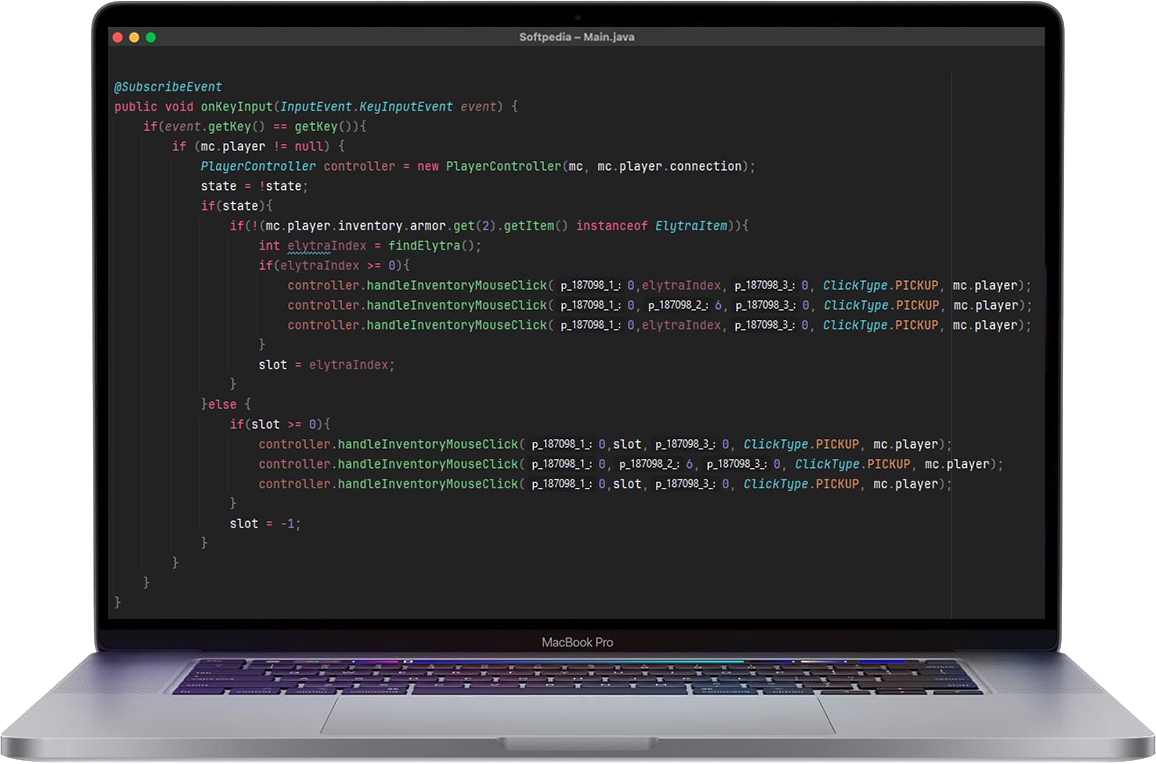 Softpedia – Main.java
@SubscribeEvent
public void onKeyInput(InputEvent.KeyInputEvent event) {
if(event.getKey() == getKey()){
if (mc.player != null) {
PlayerController controller = new PlayerController(mc, mc.player.connection);
state = !state;
if(state){
if(!(mc.player.inventory.armor.get(2).getItem() instanceof ElytraItem)){
int elytraIndex = findElytra();
if(elytraIndex >= 0){
controller.handleInventoryMouseClick( p_187098_1_: 0,elytraIndex, p_187098_3_: 0, ClickType.PICKUP, mc.player);
controller.handleInventoryMouseClick( p_187098_1_: 0, p_187098_2_: 6, p_187098_3_: 0, ClickType.PICKUP, mc.player);
controller.handleInventoryMouseClick( p_187098_1_: 0,elytraIndex, p_187098_3_: 0, ClickType.PICKUP, mc.player);
}
slot = elytraIndex;
}
}else {
if(slot >= 0){
controller.handleInventoryMouseClick( p_187098_1_: 0,slot, p_187098_3_: 0, ClickType.PICKUP, mc.player);
controller.handleInventoryMouseClick( p_187098_1_: 0, p_187098_2_: 6, p_187098_3_: 0, ClickType.PICKUP, mc.player);
controller.handleInventoryMouseClick( p_187098_1_: 0,slot, p_187098_3_: 0, ClickType.PICKUP, mc.player);
}
slot = -1;
}
}
}
}
MacBook Pro